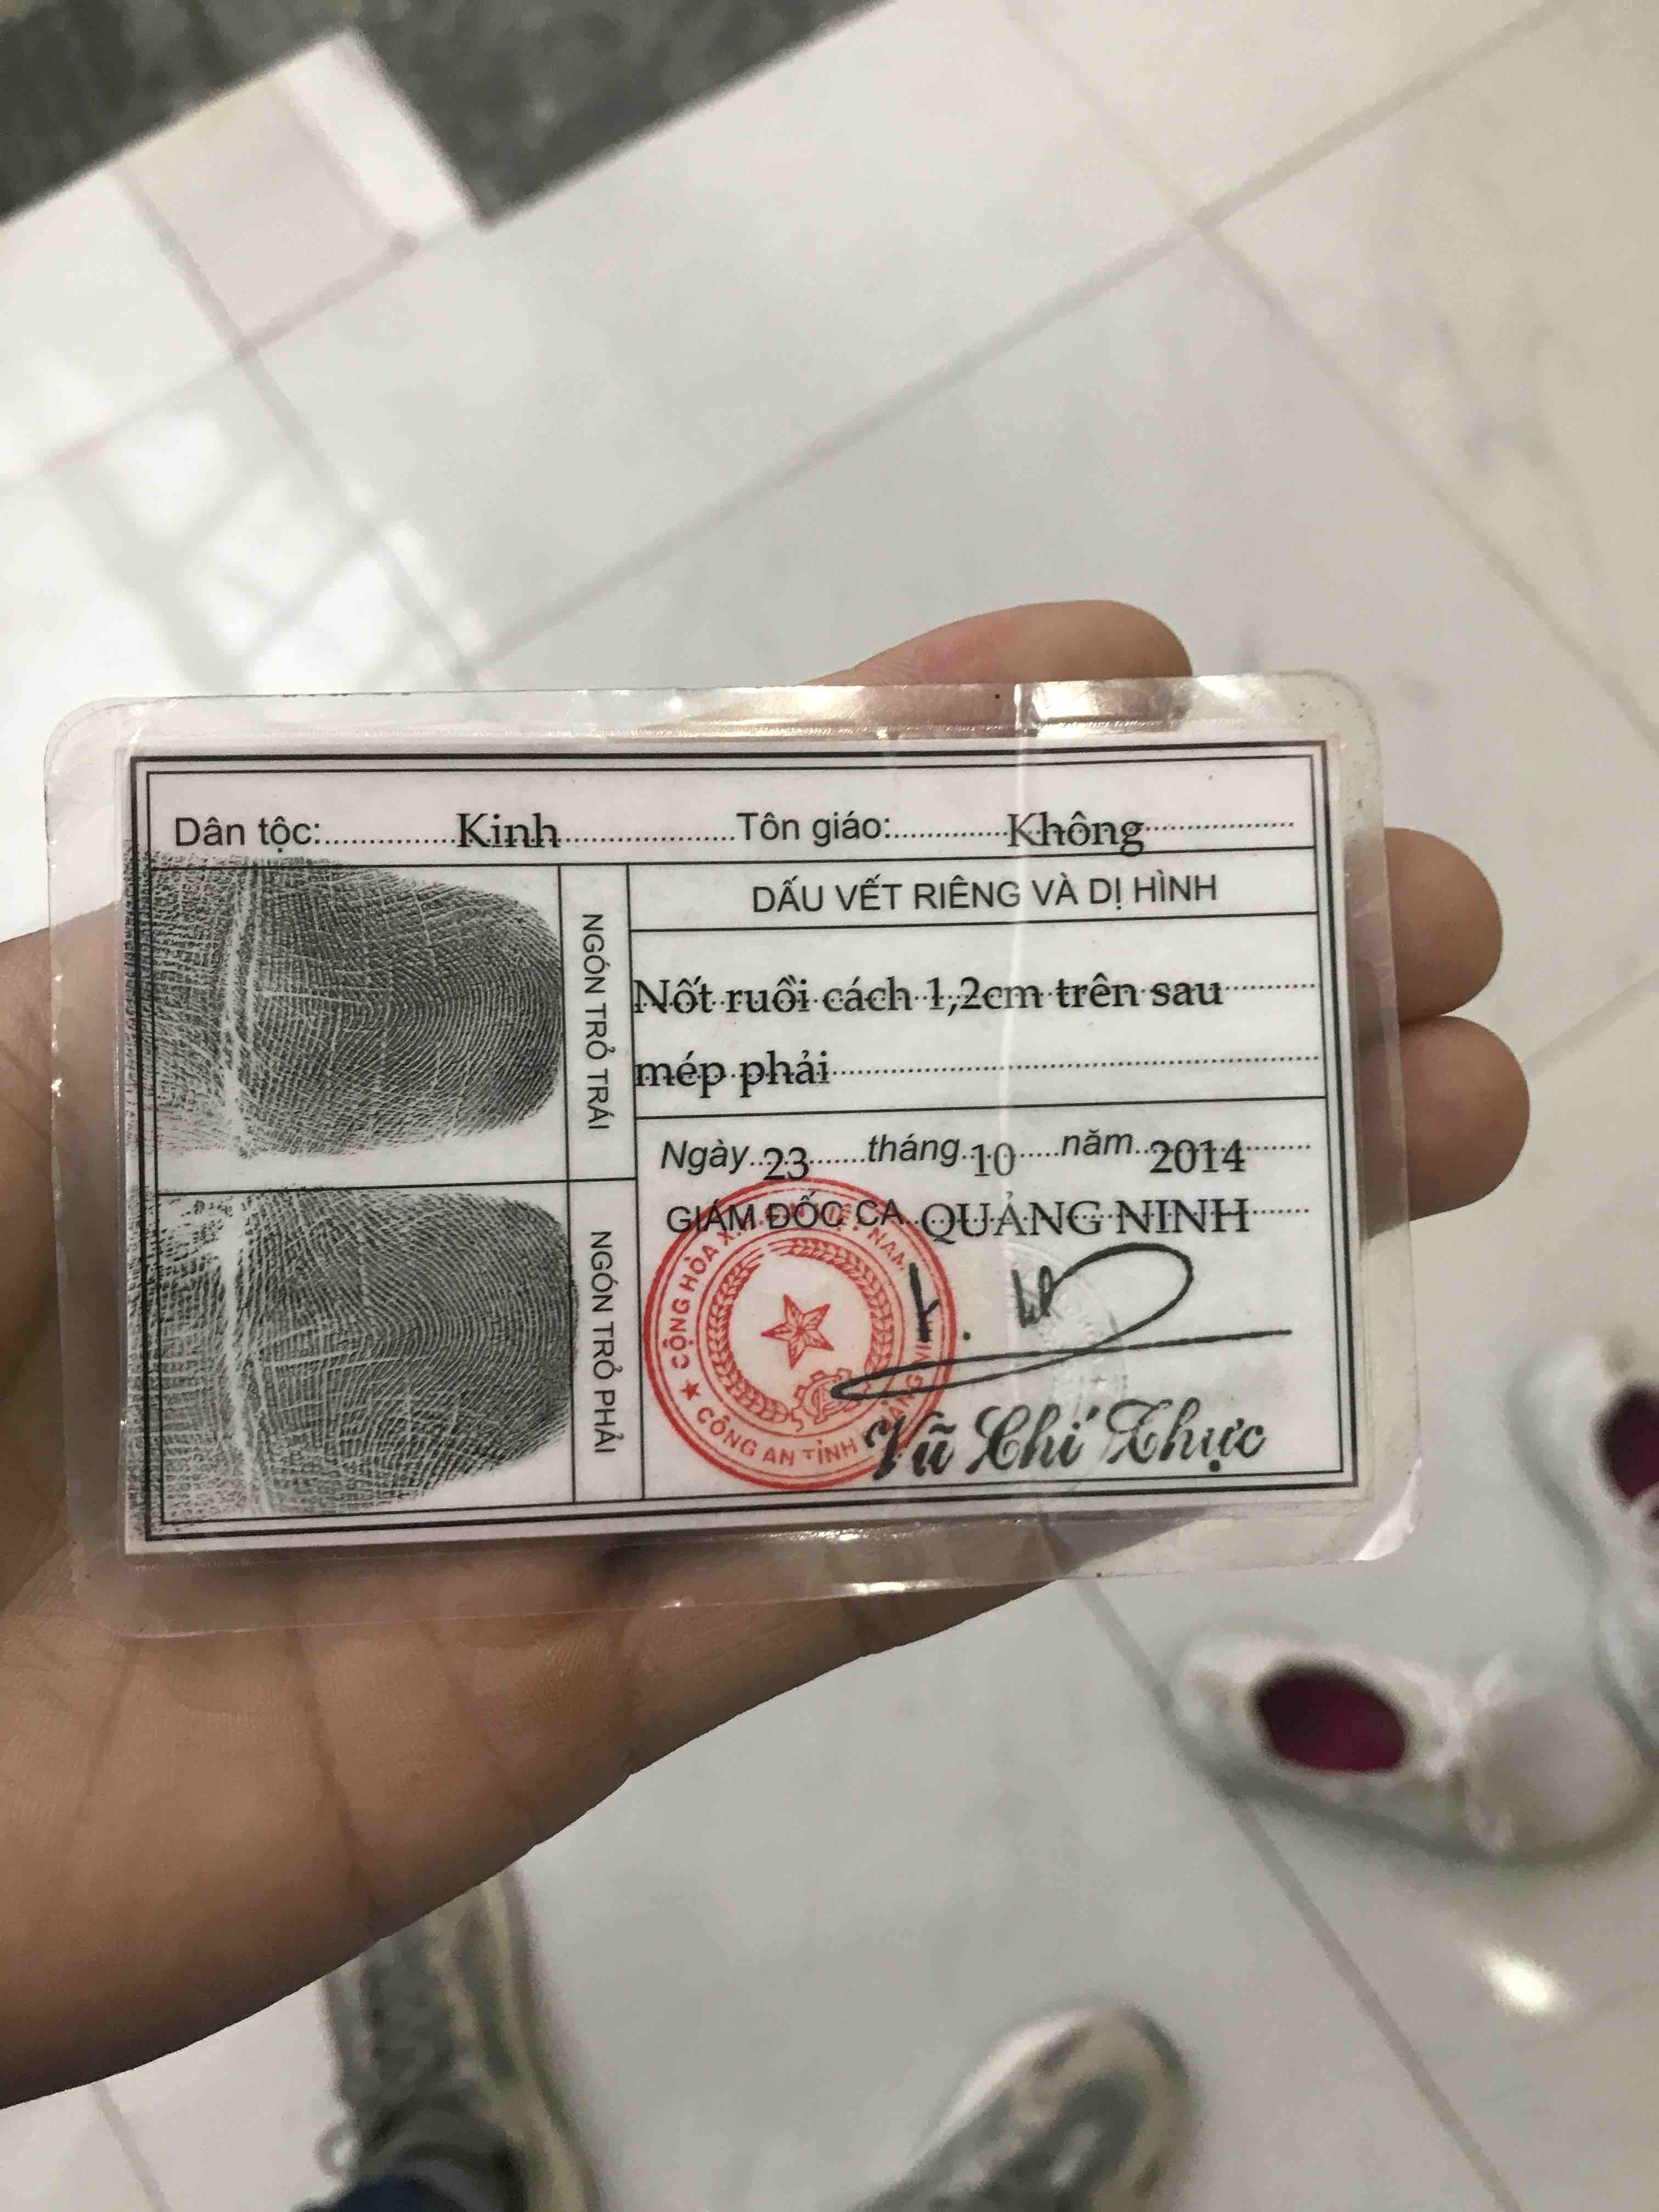 Dân tộc: Kinh Tôn giáo: Không
NGÓN TRỎ TRÁI
DẤU VẾT RIÊNG VÀ DỊ HÌNH
Nốt ruồi cách 1,2cm trên sau
mép phải
NGÓN TRỎ PHẢI
Ngày 23 tháng 10 năm 2014
GIÁM ĐỐC CA QUẢNG NINH
CỘNG HÒA X. NAM
CÔNG AN TỈNH
Vũ Chí Thực